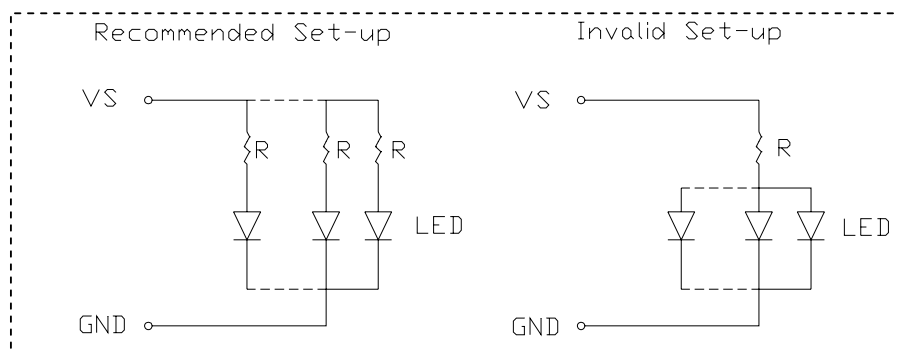 Recommended Set-up
VS
R R R
LED
GND
Invalid Set-up
VS
R
LED
GND